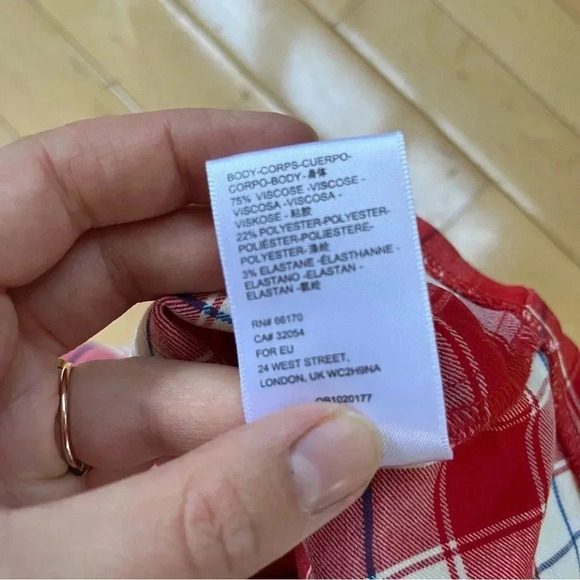 BODY-CORPS-CUERPO-
CORPO-BODY-身体
75% VISCOSE -VISCOSE -
VISCOSA -VISCOSA -
VISKOSE - 粘胶
22% POLYESTER-POLYESTER-
POLIÉSTER-POLIESTERE-
POLYESTER-涤纶
3% ELASTANE -ÉLASTHANNE -
ELASTANO -ELASTAN -
ELASTAN -氨纶
RN# 66170
CA# 32054
FOR EU
24 WEST STREET,
LONDON, UK WC2H9NA
OB1020177